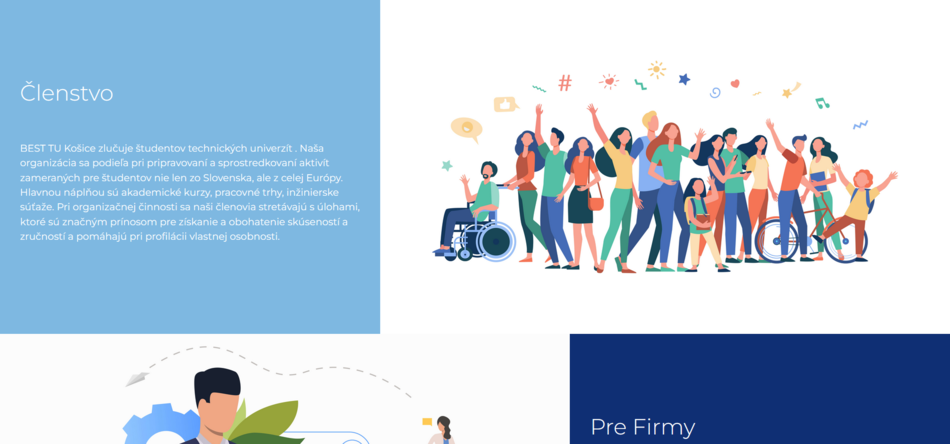 Členstvo
BEST TU Košice zlučuje študentov technických univerzít . Naša
organizácia sa podieľa pri pripravovaní a sprostredkovaní aktivít
zameraných pre študentov nie len zo Slovenska, ale z celej Európy.
Hlavnou náplňou sú akademické kurzy, pracovné trhy, inžinierske
súťaže. Pri organizačnej činnosti sa naši členovia stretávajú s úlohami,
ktoré sú značným prínosom pre získanie a obohatenie skúseností a
zručností a pomáhajú pri profilácii vlastnej osobnosti.
#
Pre Firmy